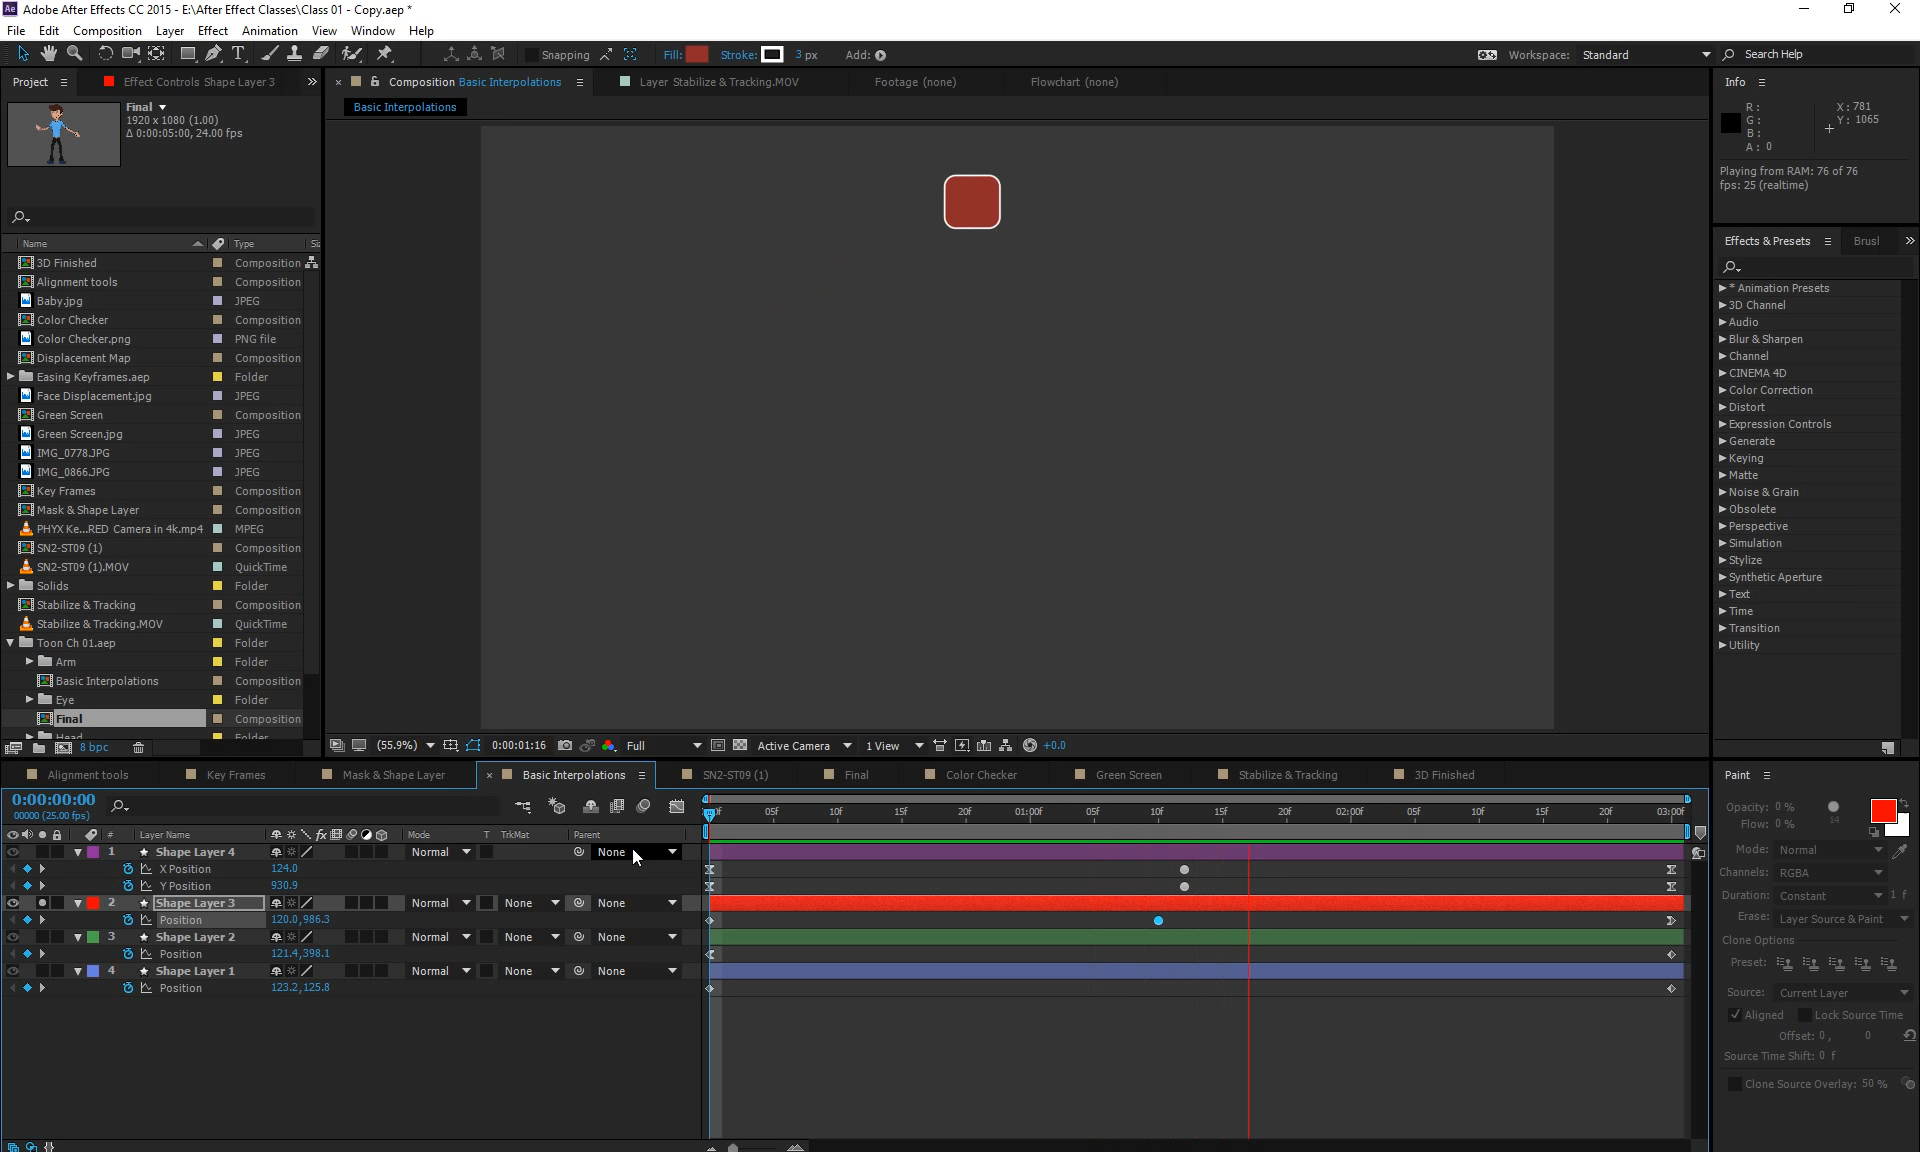 Ae Adobe After Effects CC 2015 - E:\After Effect Classes\Class 01 - Copy.aep *
File Edit Composition Layer Effect Animation View Window Help
Snapping Fill: Stroke: 3 px Add: Workspace: Standard Search Help
Project Effect Controls Shape Layer 3 Composition Basic Interpolations Layer Stabilize & Tracking.MOV Footage (none) Flowchart (none) Info
Final
1920 x 1080 (1.00)
Δ 0:00:05:00, 24.00 fps
Basic Interpolations
R: X: 781
G: Y: 1065
B:
A: 0
Playing from RAM: 76 of 76
fps: 25 (realtime)
Name Type
3D Finished Composition
Alignment tools Composition
Baby.jpg JPEG
Color Checker Composition
Color Checker.png PNG file
Displacement Map Composition
Easing Keyframes.aep Folder
Face Displacement.jpg JPEG
Green Screen Composition
Green Screen.jpg JPEG
IMG_0778.JPG JPEG
IMG_0866.JPG JPEG
Key Frames Composition
Mask & Shape Layer Composition
PHYX Ke...RED Camera in 4k.mp4 MPEG
SN2-ST09 (1) Composition
SN2-ST09 (1).MOV QuickTime
Solids Folder
Stabilize & Tracking Composition
Stabilize & Tracking.MOV QuickTime
Toon Ch 01.aep Folder
Arm Folder
Basic Interpolations Composition
Eye Folder
Final Composition
Head Folder
8 bpc
Effects & Presets Brusl
* Animation Presets
3D Channel
Audio
Blur & Sharpen
Channel
CINEMA 4D
Color Correction
Distort
Expression Controls
Generate
Keying
Matte
Noise & Grain
Obsolete
Perspective
Simulation
Stylize
Synthetic Aperture
Text
Time
Transition
Utility
(55.9%) 0:00:01:16 Full Active Camera 1 View +0.0
Alignment tools Key Frames Mask & Shape Layer Basic Interpolations SN2-ST09 (1) Final Color Checker Green Screen Stabilize & Tracking 3D Finished
0:00:00:00
00000 (25.00 fps)
05f 10f 15f 20f 01:00f 05f 10f 15f 20f 02:00f 05f 10f 15f 20f 03:00f
# Layer Name Mode T TrkMat Parent
1 Shape Layer 4 Normal None
X Position 124.0
Y Position 930.9
2 Shape Layer 3 Normal None None
Position 120.0,986.3
3 Shape Layer 2 Normal None None
Position 121.4,398.1
4 Shape Layer 1 Normal None None
Position 123.2,125.8
Paint
Opacity: 0 %
Flow: 0 % 14
Mode: Normal
Channels: RGBA
Duration: Constant 1 f
Erase: Layer Source & Paint
Clone Options
Preset:
Source: Current Layer
Aligned Lock Source Time
Offset: 0 , 0
Source Time Shift: 0 f
Clone Source Overlay: 50 %